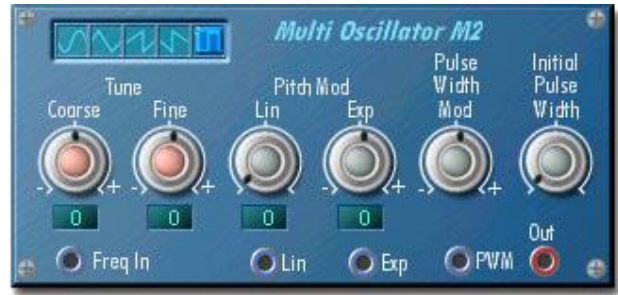 Multi Oscillator M2
Tune
Coarse
Fine
Pitch Mod
Lin
Exp
Pulse
Width
Mod
Initial
Pulse
Width
- +
- +
- +
- +
0
0
0
0
Freq In
Lin
Exp
PWM
Out